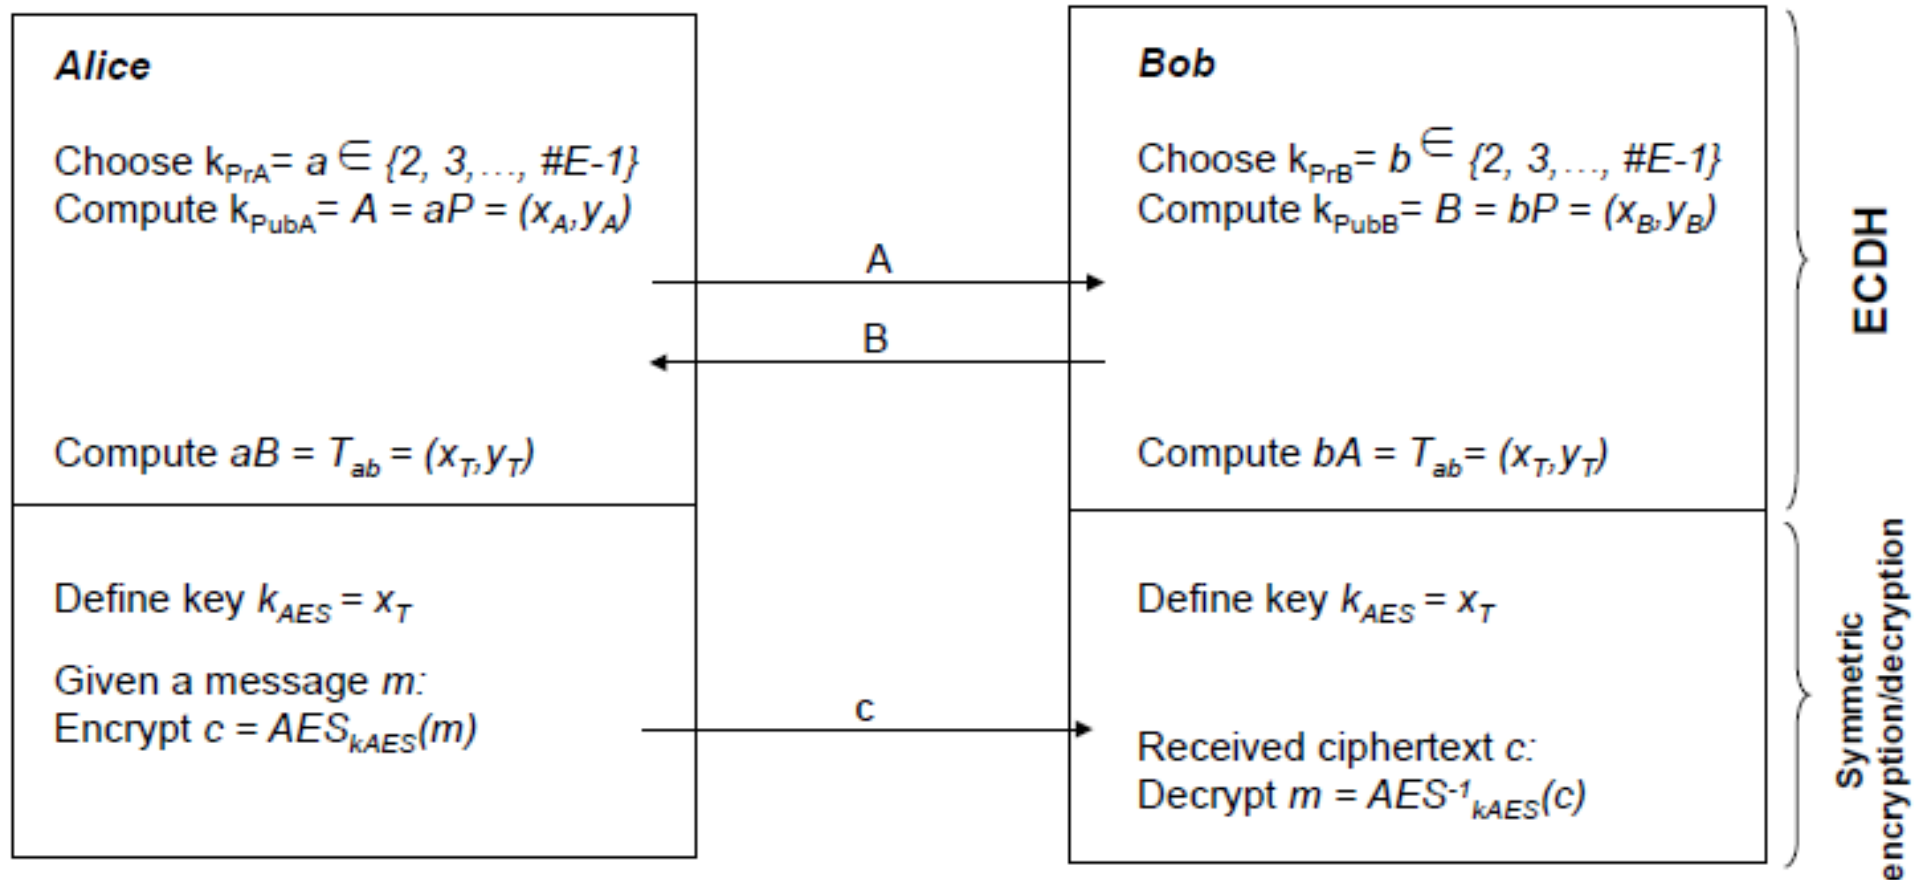 Alice
Choose k_PrA= a ∈ {2, 3,..., #E-1}
Compute k_PubA= A = aP = (x_A,y_A)
A
B
Compute aB = T_ab = (x_T,y_T)
Define key k_AES = x_T
Given a message m:
Encrypt c = AES_kAES(m)
c
Bob
Choose k_PrB= b ∈ {2, 3,..., #E-1}
Compute k_PubB= B = bP = (x_B,y_B)
Compute bA = T_ab= (x_T,y_T)
Define key k_AES = x_T
Received ciphertext c:
Decrypt m = AES^-1_kAES(c)
ECDH
Symmetric
encryption/decryption